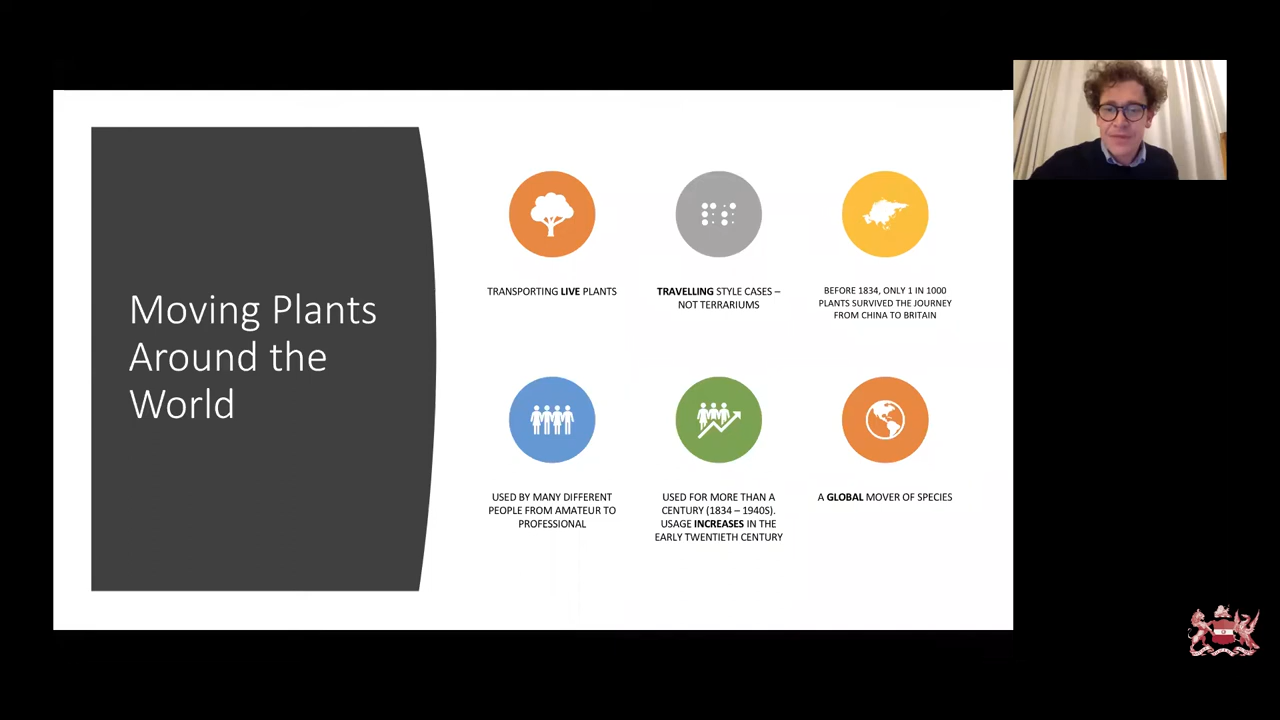 Moving Plants
Around the
World
TRANSPORTING LIVE PLANTS
TRAVELLING STYLE CASES –
NOT TERRARIUMS
BEFORE 1834, ONLY 1 IN 1000
PLANTS SURVIVED THE JOURNEY
FROM CHINA TO BRITAIN
USED BY MANY DIFFERENT
PEOPLE FROM AMATEUR TO
PROFESSIONAL
USED FOR MORE THAN A
CENTURY (1834 – 1940S).
USAGE INCREASES IN THE
EARLY TWENTIETH CENTURY
A GLOBAL MOVER OF SPECIES